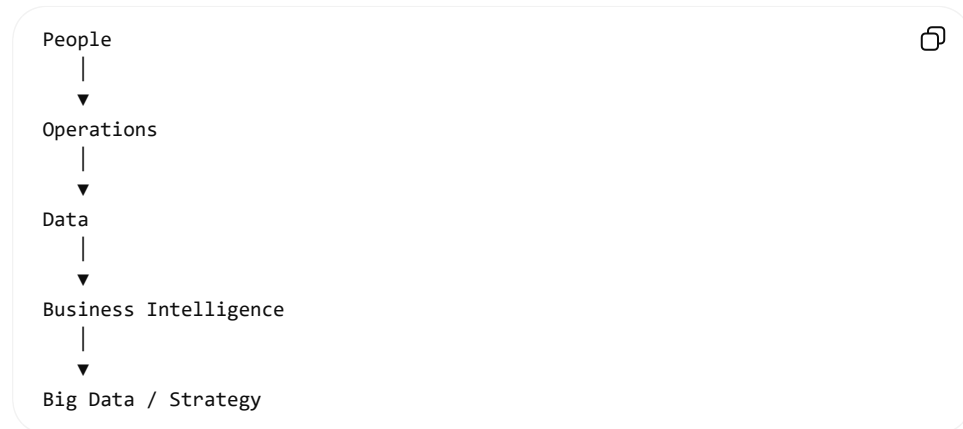 People
│
▼
Operations
│
▼
Data
│
▼
Business Intelligence
│
▼
Big Data / Strategy